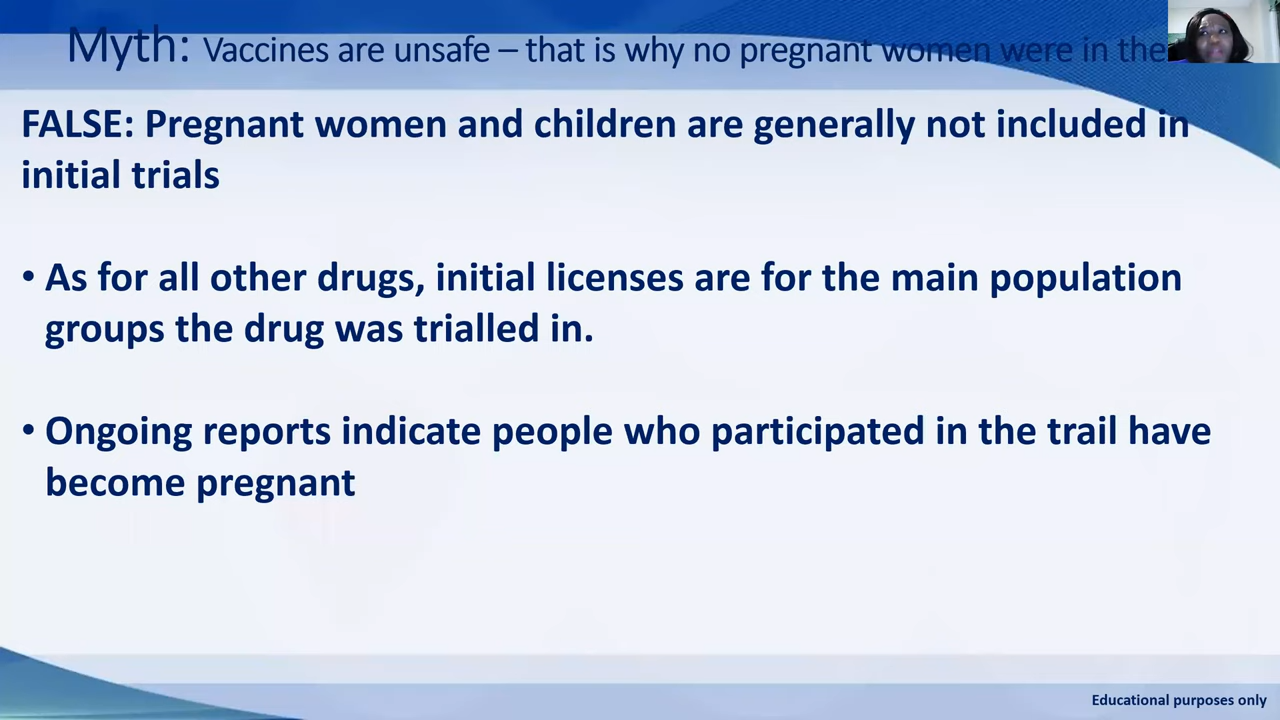 Myth: Vaccines are unsafe – that is why no pregnant women were in the
FALSE: Pregnant women and children are generally not included in
initial trials
• As for all other drugs, initial licenses are for the main population
groups the drug was trialled in.
• Ongoing reports indicate people who participated in the trail have
become pregnant
Educational purposes only